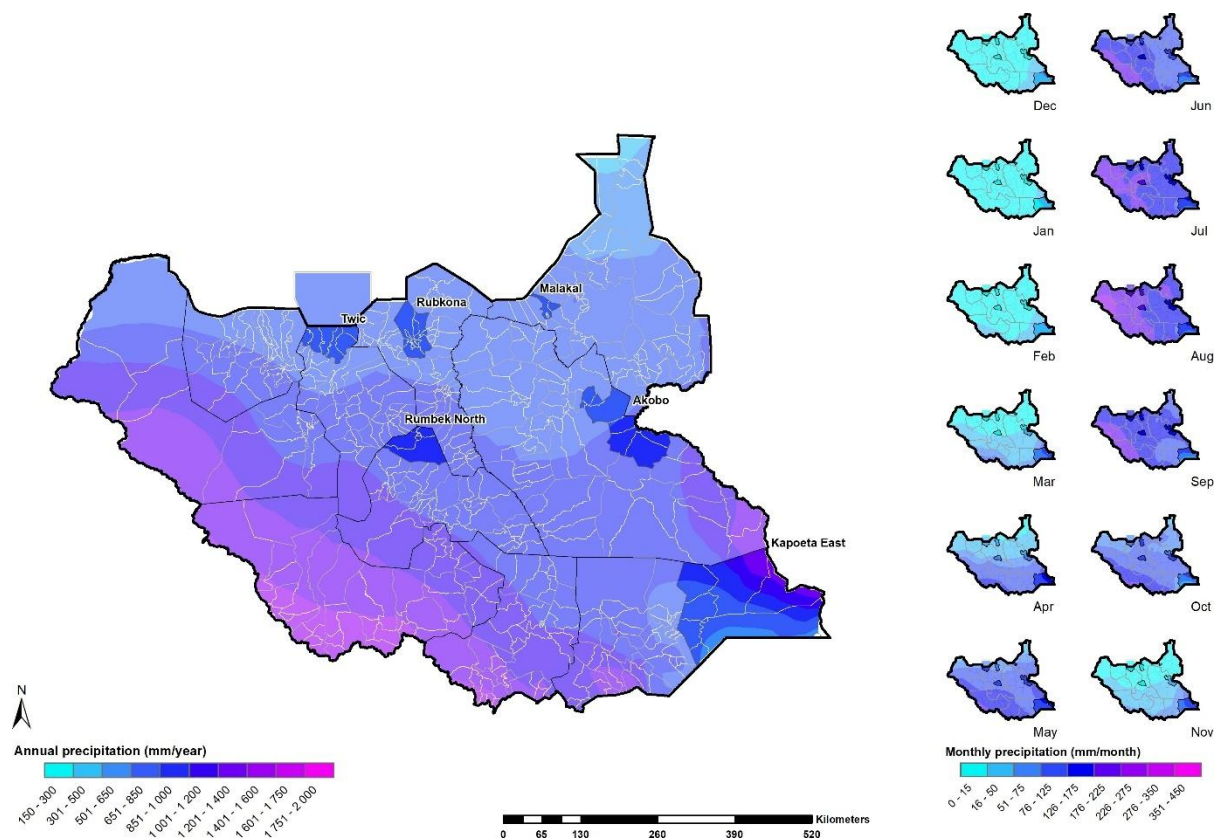 Dec
Jun
Jan
Jul
Malakal
Rubkona
Twic
Feb
Aug
Akobo
Rumbek North
Mar
Sep
Kapoeta East
Apr
Oct
May
Nov
N
Annual precipitation (mm/year)
150 - 300
301 - 500
501 - 650
651 - 850
851 - 1 000
1 001 - 1 200
1 201 - 1 400
1 401 - 1 600
1 601 - 1 750
1 751 - 2 000
Kilometers
0 65 130 260 390 520
Monthly precipitation (mm/month)
0 - 15
16 - 50
51 - 75
76 - 125
126 - 175
176 - 225
226 - 275
276 - 350
351 - 450